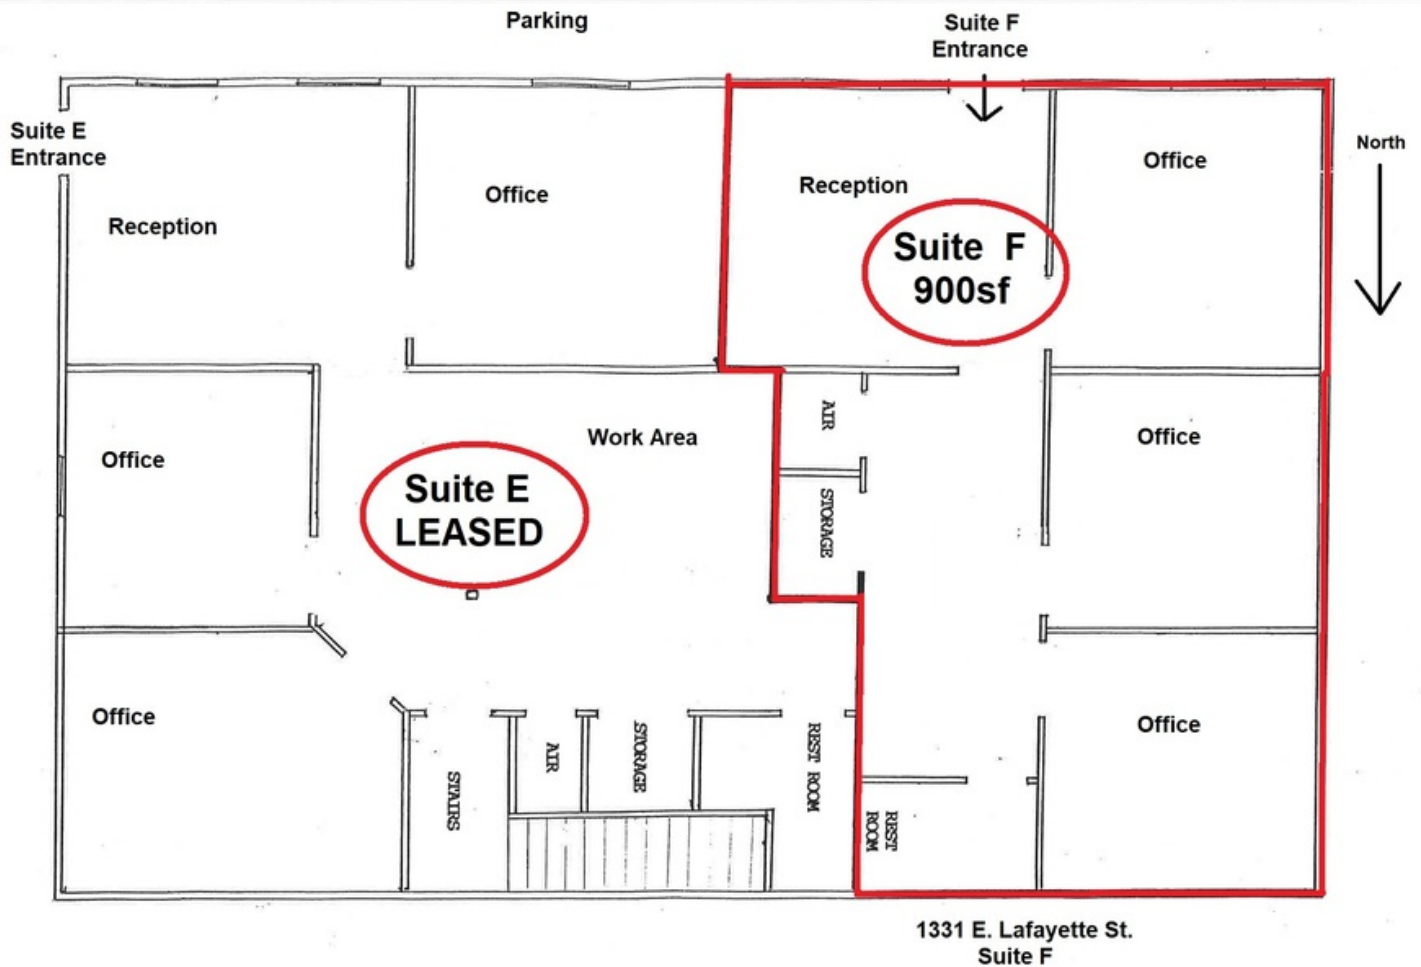 Parking
Suite F
Entrance
Suite E
Entrance
North
Reception
Office
Reception
Office
Suite F
900sf
Office
Work Area
AIR
STORAGE
Office
Suite E
LEASED
Office
STAIRS
AIR
STORAGE
REST ROOM
REST
ROOM
Office
1331 E. Lafayette St.
Suite F